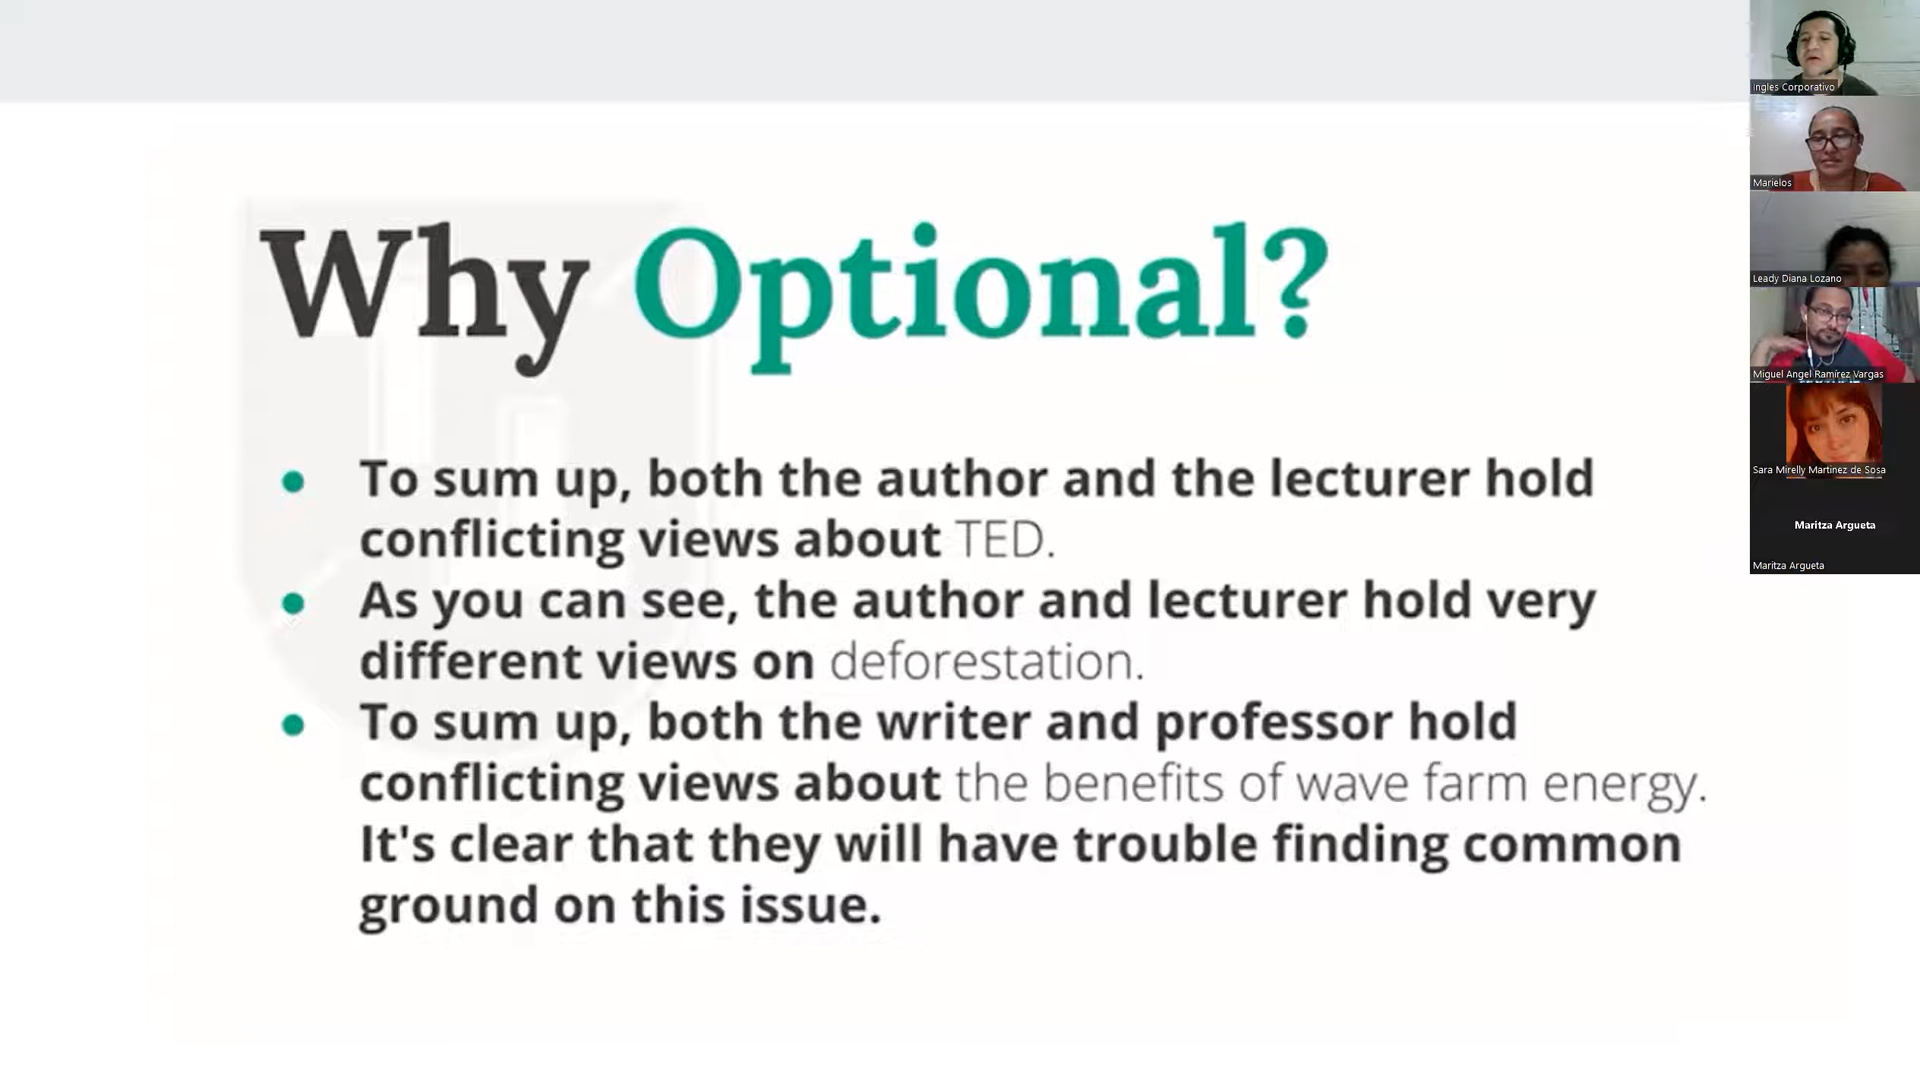 Why Optional?
To sum up, both the author and the lecturer hold
conflicting views about TED.
As you can see, the author and lecturer hold very
different views on deforestation.
To sum up, both the writer and professor hold
conflicting views about the benefits of wave farm energy.
It's clear that they will have trouble finding common
ground on this issue.
Ingles Corporativo
Marielos
Leady Diana Lozano
Miguel Angel Ramírez Vargas
Sara Mirelly Martinez de Sosa
Maritza Argueta
Maritza Argueta